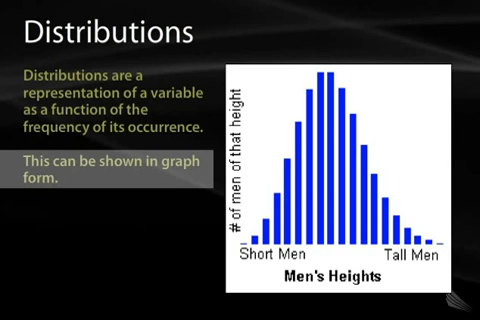 Distributions
Distributions are a
representation of a variable
as a function of the
frequency of its occurrence.
This can be shown in graph
form.
# of men of that height
Short Men
Tall Men
Men's Heights